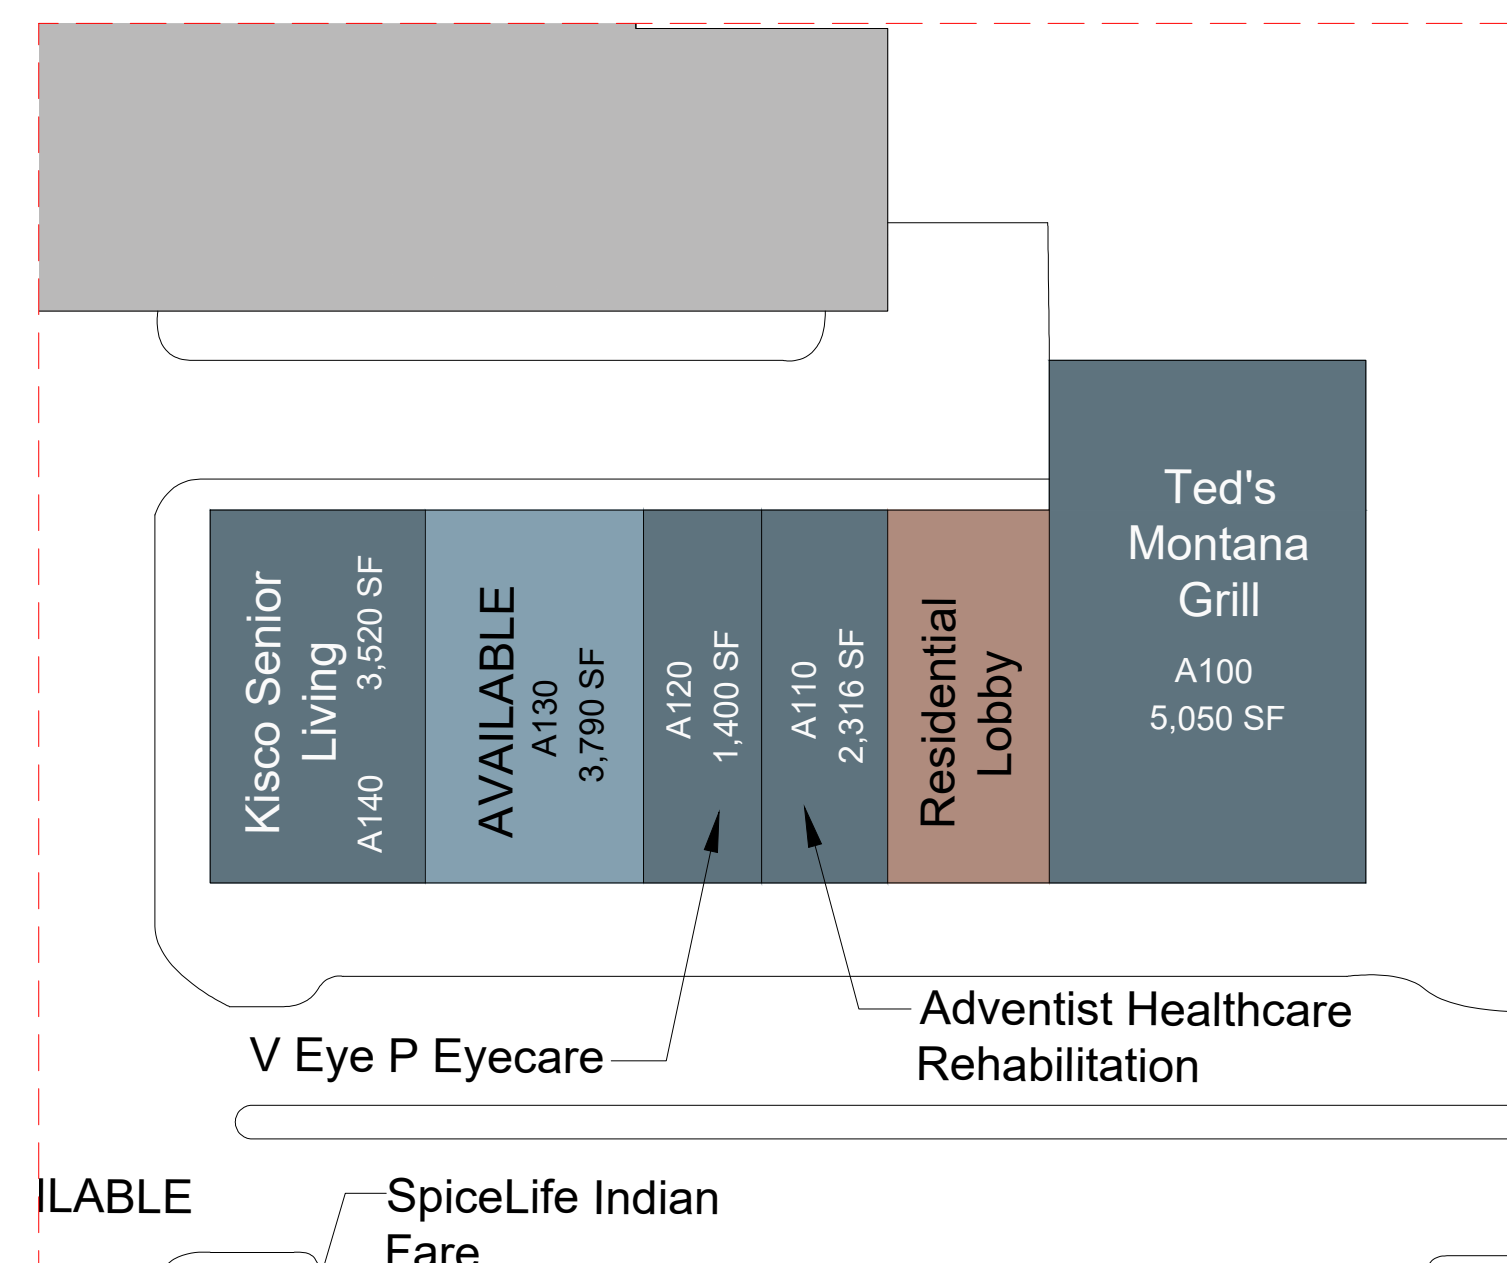 Kisco Senior
Living
A140 3,520 SF
AVAILABLE
A130
3,790 SF
A120
1,400 SF
A110
2,316 SF
Residential
Lobby
Ted's
Montana
Grill
A100
5,050 SF
V Eye P Eyecare
Adventist Healthcare
Rehabilitation
ILABLE
SpiceLife Indian
Fare